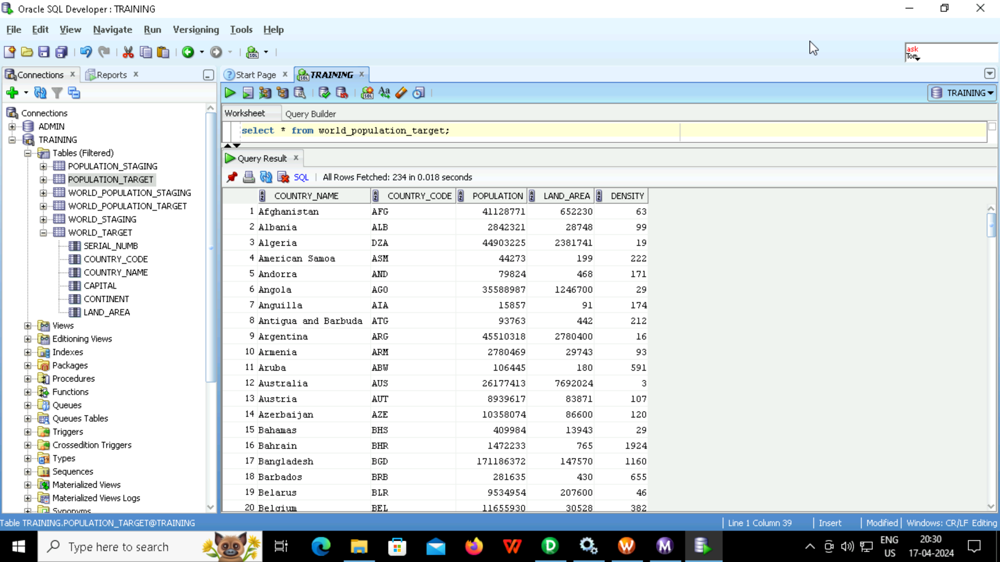 Oracle SQL Developer : TRAINING
File Edit View Navigate Run Versioning Tools Help
ask
Tom
Connections x Reports x
Start Page x TRAINING x
TRAINING
Connections
ADMIN
TRAINING
Tables (Filtered)
POPULATION_STAGING
POPULATION_TARGET
WORLD_POPULATION_STAGING
WORLD_POPULATION_TARGET
WORLD_STAGING
WORLD_TARGET
SERIAL_NUMB
COUNTRY_CODE
COUNTRY_NAME
CAPITAL
CONTINENT
LAND_AREA
Views
Editioning Views
Indexes
Packages
Procedures
Functions
Queues
Queues Tables
Triggers
Crossedition Triggers
Types
Sequences
Materialized Views
Materialized Views Logs
Synonyms
Worksheet Query Builder
select * from world_population_target;
Query Result x
SQL | All Rows Fetched: 234 in 0.018 seconds
COUNTRY_NAME COUNTRY_CODE POPULATION LAND_AREA DENSITY
1 Afghanistan AFG 41128771 652230 63
2 Albania ALB 2842321 28748 99
3 Algeria DZA 44903225 2381741 19
4 American Samoa ASM 44273 199 222
5 Andorra AND 79824 468 171
6 Angola AGO 35588987 1246700 29
7 Anguilla AIA 15857 91 174
8 Antigua and Barbuda ATG 93763 442 212
9 Argentina ARG 45510318 2780400 16
10 Armenia ARM 2780469 29743 93
11 Aruba ABW 106445 180 591
12 Australia AUS 26177413 7692024 3
13 Austria AUT 8939617 83871 107
14 Azerbaijan AZE 10358074 86600 120
15 Bahamas BHS 409984 13943 29
16 Bahrain BHR 1472233 765 1924
17 Bangladesh BGD 171186372 147570 1160
18 Barbados BRB 281635 430 655
19 Belarus BLR 9534954 207600 46
20 Belgium BEL 11655930 30528 382
Table TRAINING.POPULATION_TARGET@TRAINING
Line 1 Column 39 | Insert | Modified | Windows: CR/LF Editing
Type here to search
ENG
US
20:30
17-04-2024